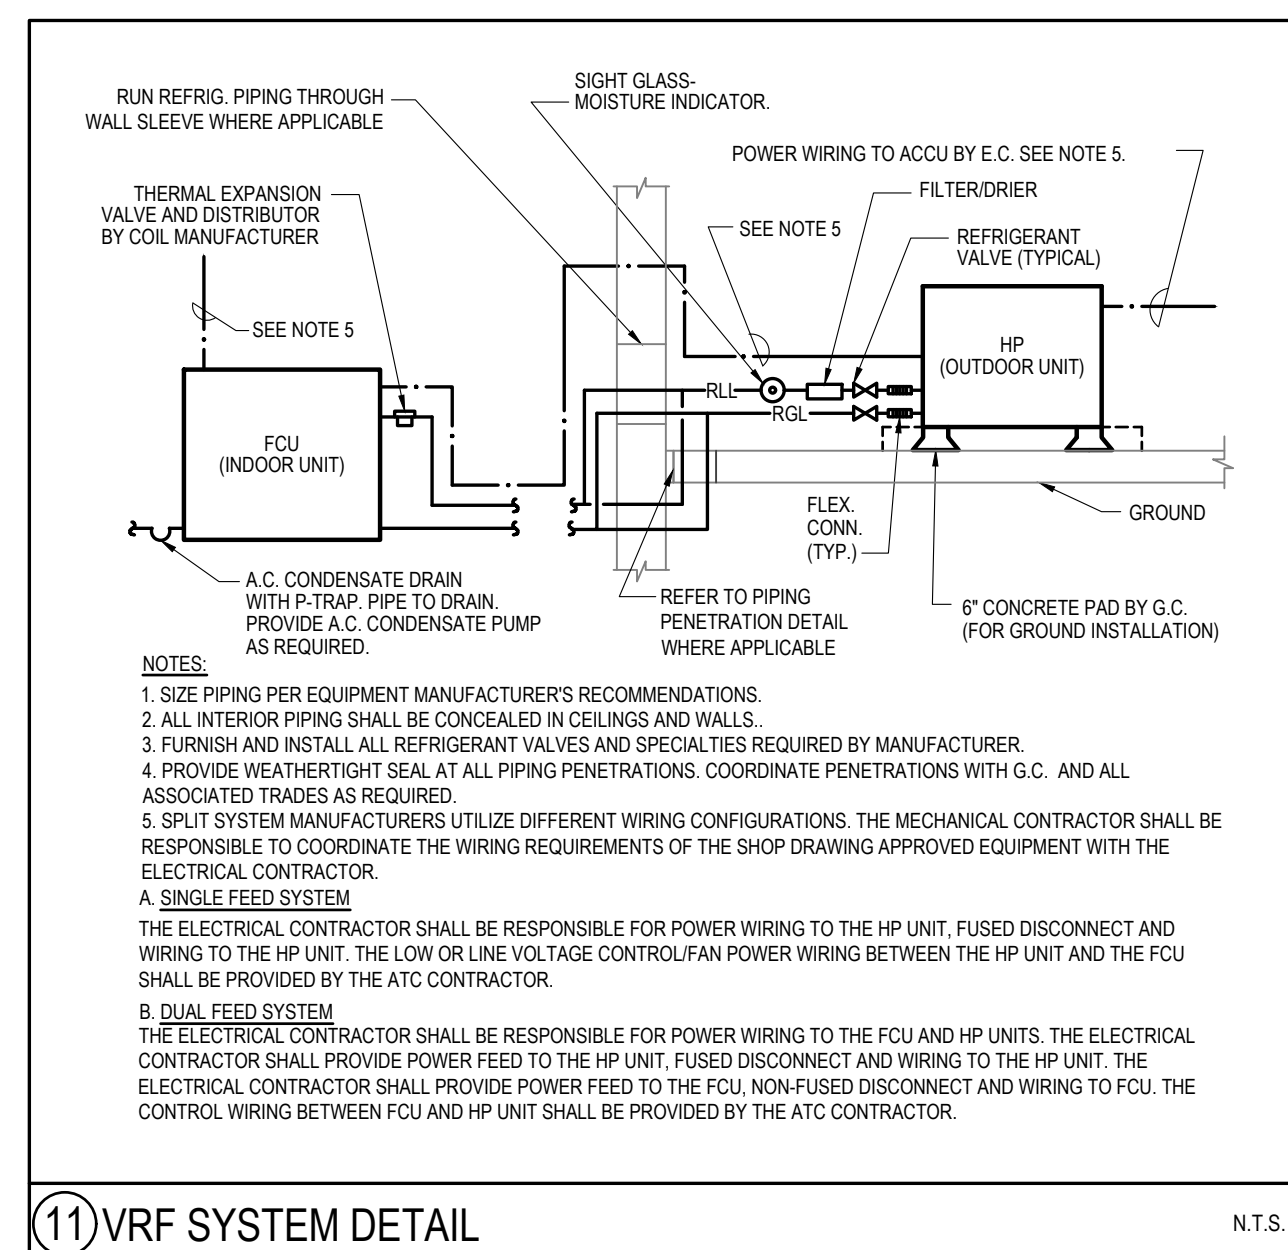 RUN REFRIG. PIPING THROUGH
WALL SLEEVE WHERE APPLICABLE
SIGHT GLASS-
MOISTURE INDICATOR.
POWER WIRING TO ACCU BY E.C. SEE NOTE 5.
THERMAL EXPANSION
VALVE AND DISTRIBUTOR
BY COIL MANUFACTURER
FILTER/DRIER
SEE NOTE 5
REFRIGERANT
VALVE (TYPICAL)
SEE NOTE 5
HP
(OUTDOOR UNIT)
RLL
RGL
FCU
(INDOOR UNIT)
FLEX.
CONN.
(TYP.)
GROUND
A.C. CONDENSATE DRAIN
WITH P-TRAP. PIPE TO DRAIN.
PROVIDE A.C. CONDENSATE PUMP
AS REQUIRED.
REFER TO PIPING
PENETRATION DETAIL
WHERE APPLICABLE
6" CONCRETE PAD BY G.C.
(FOR GROUND INSTALLATION)
NOTES:
1. SIZE PIPING PER EQUIPMENT MANUFACTURER'S RECOMMENDATIONS.
2. ALL INTERIOR PIPING SHALL BE CONCEALED IN CEILINGS AND WALLS..
3. FURNISH AND INSTALL ALL REFRIGERANT VALVES AND SPECIALTIES REQUIRED BY MANUFACTURER.
4. PROVIDE WEATHERTIGHT SEAL AT ALL PIPING PENETRATIONS. COORDINATE PENETRATIONS WITH G.C. AND ALL
ASSOCIATED TRADES AS REQUIRED.
5. SPLIT SYSTEM MANUFACTURERS UTILIZE DIFFERENT WIRING CONFIGURATIONS. THE MECHANICAL CONTRACTOR SHALL BE
RESPONSIBLE TO COORDINATE THE WIRING REQUIREMENTS OF THE SHOP DRAWING APPROVED EQUIPMENT WITH THE
ELECTRICAL CONTRACTOR.
A. SINGLE FEED SYSTEM
THE ELECTRICAL CONTRACTOR SHALL BE RESPONSIBLE FOR POWER WIRING TO THE HP UNIT, FUSED DISCONNECT AND
WIRING TO THE HP UNIT. THE LOW OR LINE VOLTAGE CONTROL/FAN POWER WIRING BETWEEN THE HP UNIT AND THE FCU
SHALL BE PROVIDED BY THE ATC CONTRACTOR.
B. DUAL FEED SYSTEM
THE ELECTRICAL CONTRACTOR SHALL BE RESPONSIBLE FOR POWER WIRING TO THE FCU AND HP UNITS. THE ELECTRICAL
CONTRACTOR SHALL PROVIDE POWER FEED TO THE HP UNIT, FUSED DISCONNECT AND WIRING TO THE HP UNIT. THE
ELECTRICAL CONTRACTOR SHALL PROVIDE POWER FEED TO THE FCU, NON-FUSED DISCONNECT AND WIRING TO FCU. THE
CONTROL WIRING BETWEEN FCU AND HP UNIT SHALL BE PROVIDED BY THE ATC CONTRACTOR.
11 VRF SYSTEM DETAIL
N.T.S.